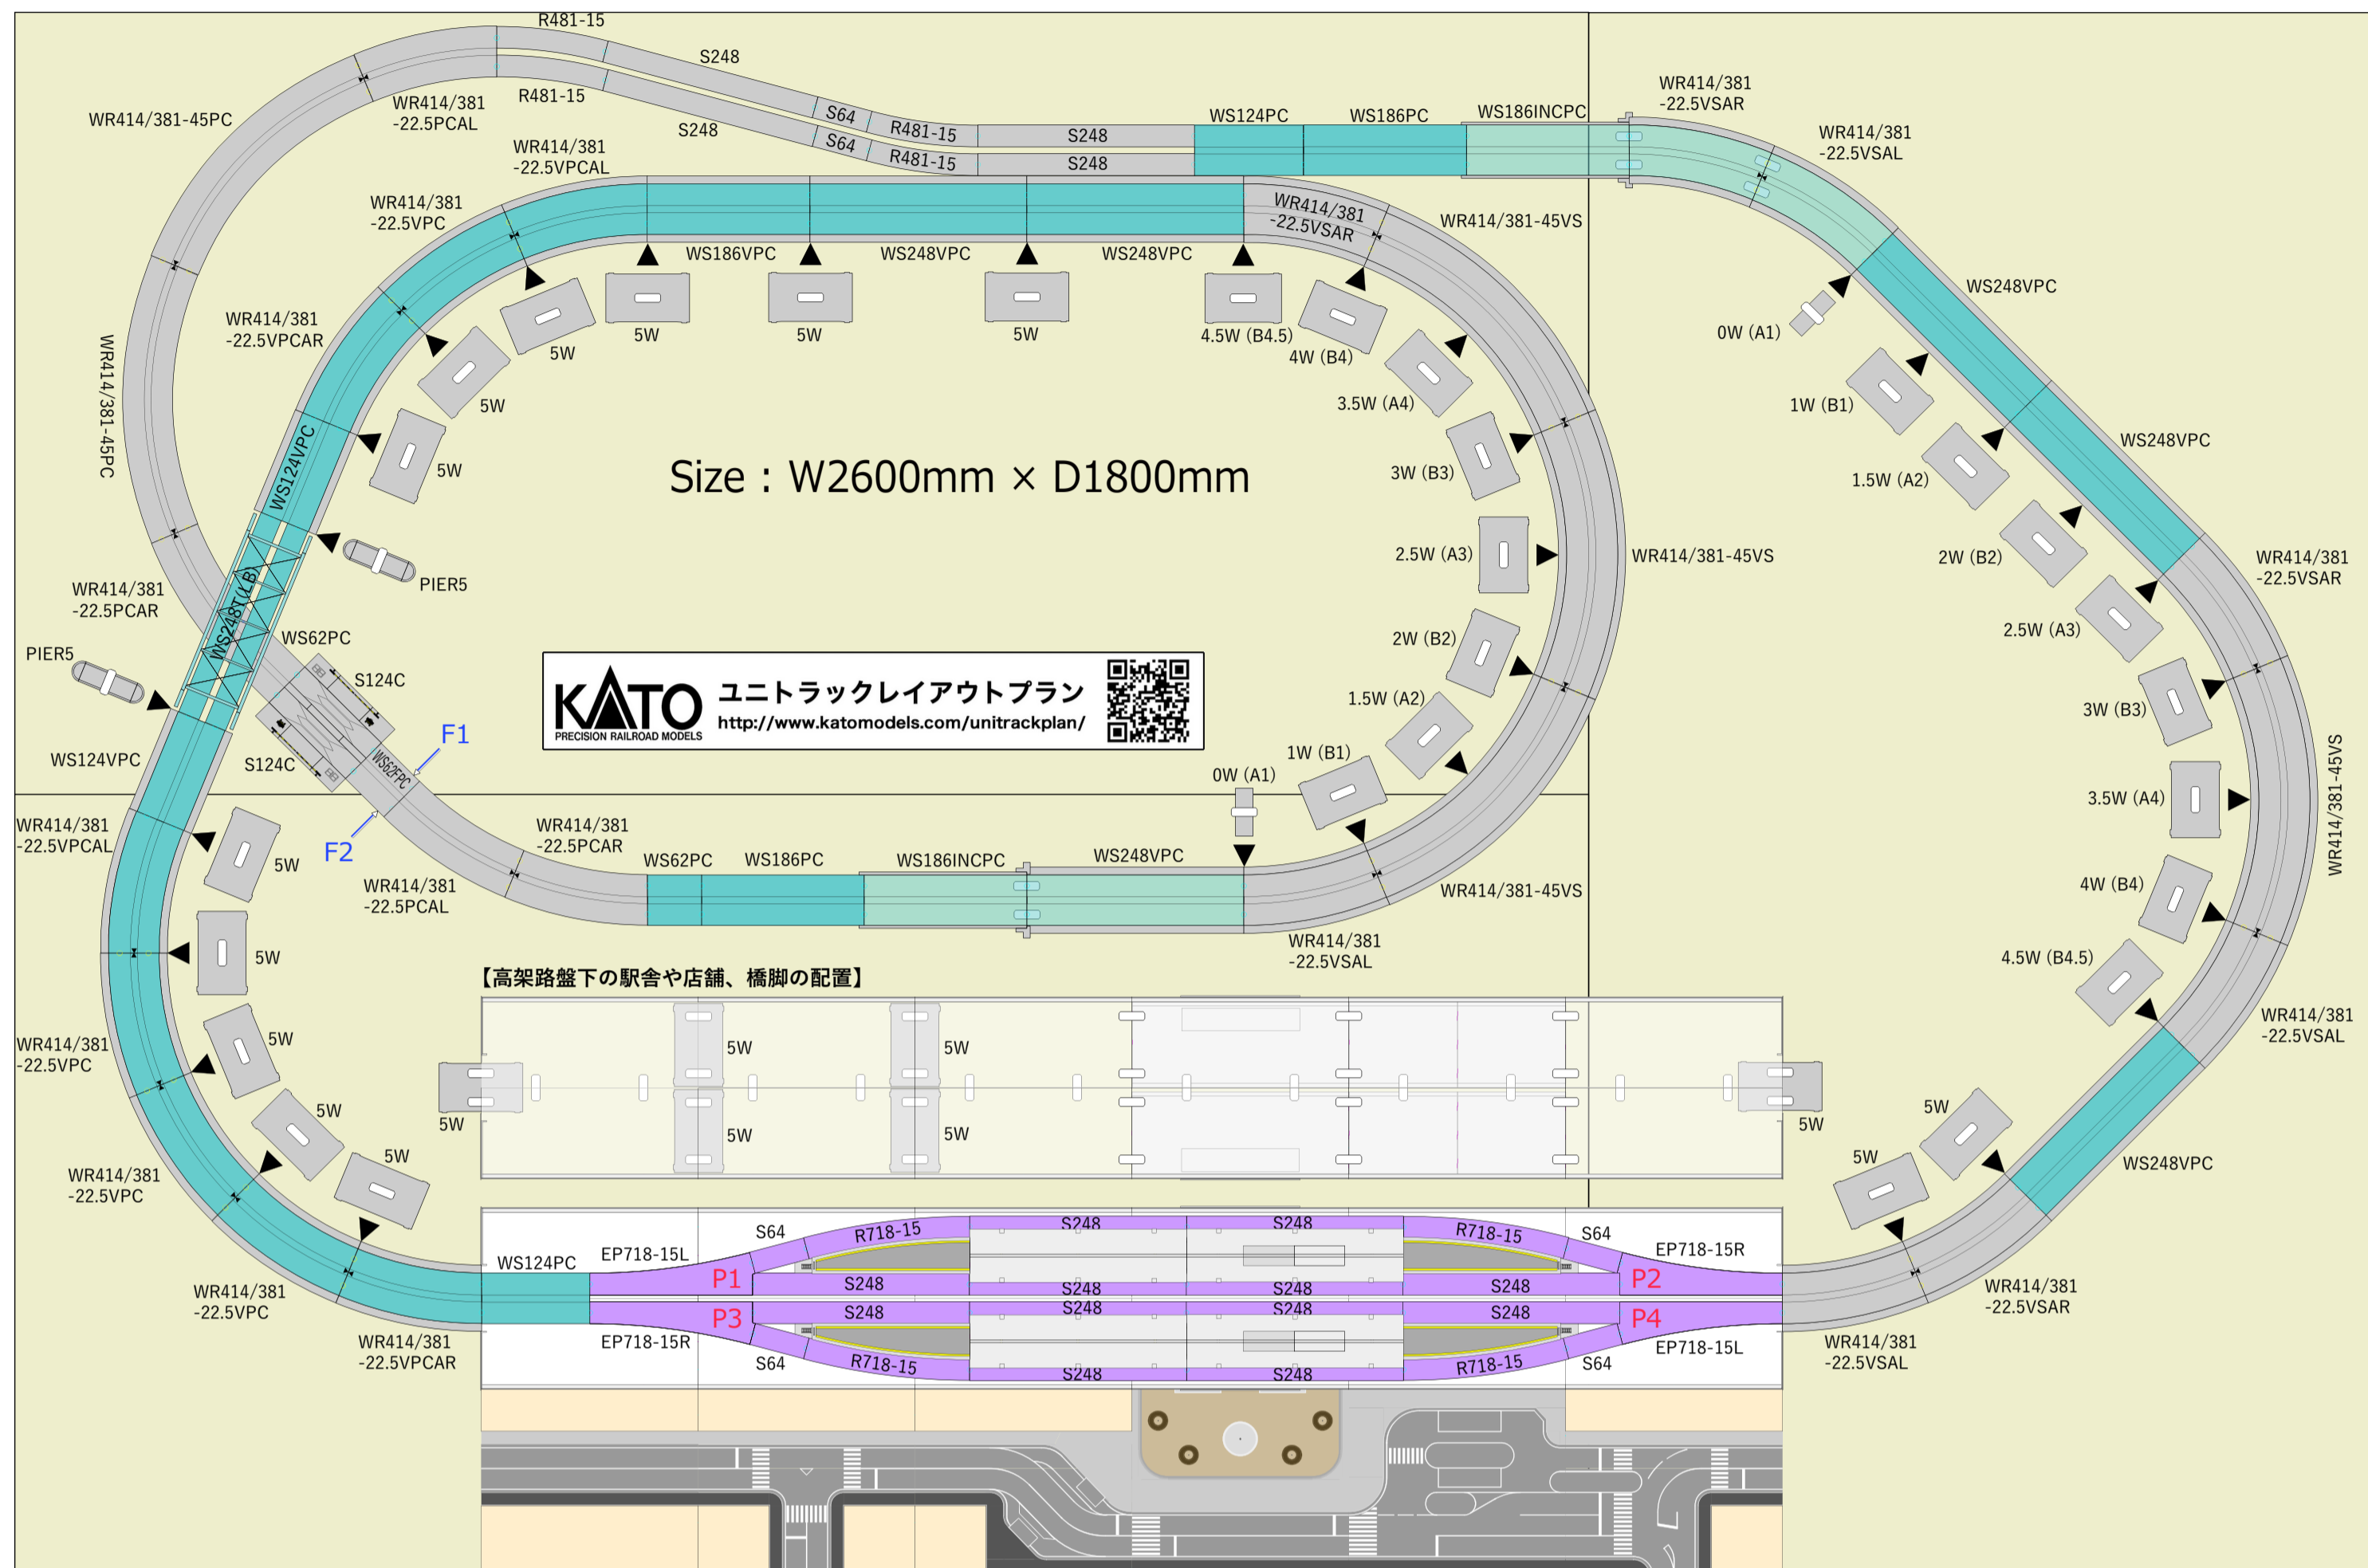 R481-15
S248
WR414/381-45PC
WR414/381
-22.5PCAL
R481-15
S248
S64
R481-15
S248
S64
R481-15
S248
WS124PC
WS186PC
WS186INCPC
WR414/381
-22.5VSAR
WR414/381
-22.5VSAL
WR414/381
-22.5VPCAL
WR414/381
-22.5VPC
WR414/381
-22.5VPCAR
WS186VPC
WS248VPC
WS248VPC
WR414/381
-22.5VSAR
WR414/381-45VS
WS248VPC
0W (A1)
5W
5W
5W
5W
5W
5W
4.5W (B4.5)
4W (B4)
3.5W (A4)
3W (B3)
2.5W (A3)
2W (B2)
1.5W (A2)
1W (B1)
0W (A1)
WR414/381-45PC
WS124VPC
5W
Size : W2600mm × D1800mm
WR414/381-45VS
1W (B1)
1.5W (A2)
2W (B2)
2.5W (A3)
3W (B3)
3.5W (A4)
4W (B4)
4.5W (B4.5)
WS248VPC
WR414/381
-22.5VSAR
WR414/381-45VS
PIER5
WR414/381
-22.5PCAR
WS248T(LB)
WS62PC
PIER5
S124C
S124C
WS62FPC
F1
F2
KATO
PRECISION RAILROAD MODELS
ユニトラックレイアウトプラン
http://www.katomodels.com/unitrackplan/
WS124VPC
WR414/381
-22.5VPCAL
WR414/381
-22.5PCAR
WR414/381
-22.5PCAL
WS62PC
WS186PC
WS186INCPC
WS248VPC
WR414/381-45VS
WR414/381
-22.5VSAL
5W
5W
5W
5W
5W
WR414/381
-22.5VPC
WR414/381
-22.5VPC
WR414/381
-22.5VPC
WR414/381
-22.5VPCAR
【高架路盤下の駅舎や店舗、橋脚の配置】
5W
5W
5W
5W
5W
5W
WR414/381
-22.5VSAL
WS248VPC
5W
5W
WR414/381
-22.5VSAR
WR414/381
-22.5VSAL
WS124PC
EP718-15L
S64
R718-15
S248
S248
R718-15
S64
EP718-15R
P1
S248
S248
S248
S248
P2
P3
S248
S248
S248
S248
P4
EP718-15R
S64
R718-15
S248
S248
R718-15
S64
EP718-15L